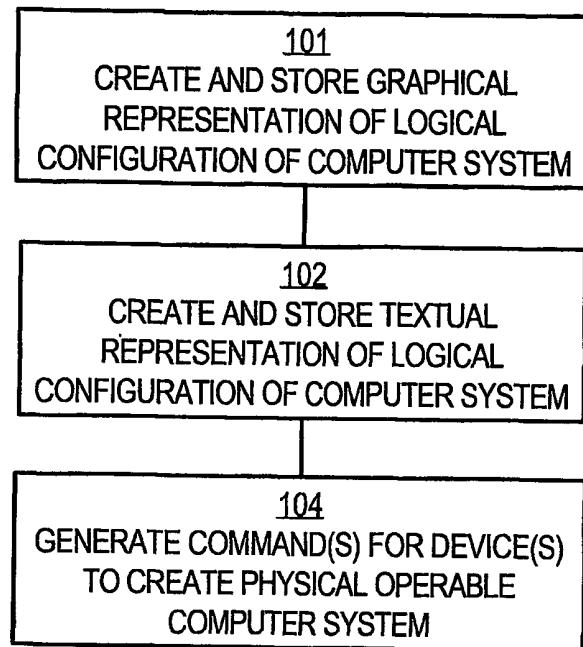 101
CREATE AND STORE GRAPHICAL
REPRESENTATION OF LOGICAL
CONFIGURATION OF COMPUTER SYSTEM
102
CREATE AND STORE TEXTUAL
REPRESENTATION OF LOGICAL
CONFIGURATION OF COMPUTER SYSTEM
104
GENERATE COMMAND(S) FOR DEVICE(S)
TO CREATE PHYSICAL OPERABLE
COMPUTER SYSTEM